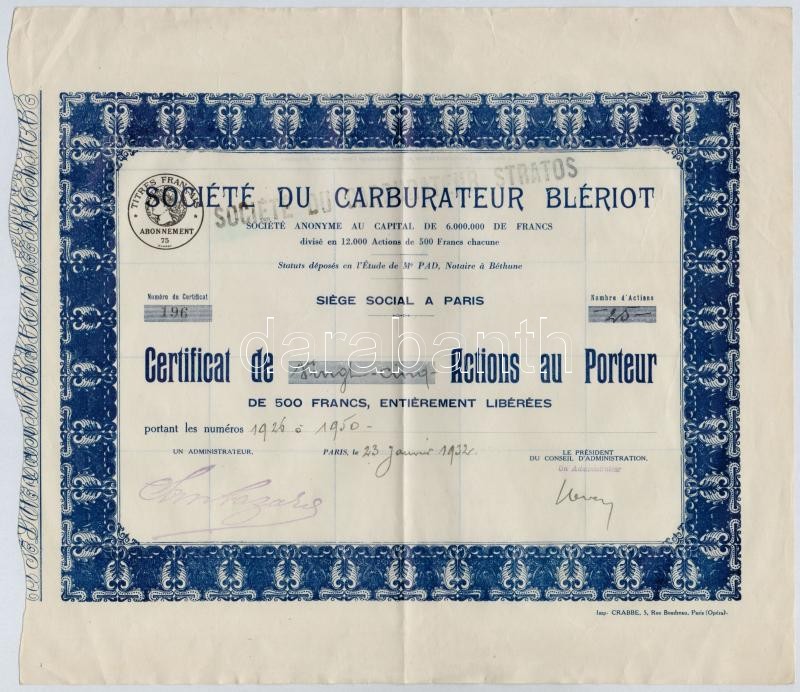 TITRES FRANÇAIS
ABONNEMENT
75
SOCIÉTÉ DU CARBURATEUR STRATOS
SOCIÉTÉ DU CARBURATEUR BLÉRIOT
SOCIÉTÉ ANONYME AU CAPITAL DE 6.000.000 DE FRANCS
divisé en 12.000 Actions de 500 Francs chacune
Statuts déposés en l'Étude de Mᵉ PAD, Notaire à Béthune
SIÈGE SOCIAL A PARIS
Numéro du Certificat
196
Nombre d'Actions
-25-
darabanth
Certificat de Vingt-cinq Actions au Porteur
DE 500 FRANCS, ENTIÈREMENT LIBÉRÉES
portant les numéros 1926 à 1950-
UN ADMINISTRATEUR. PARIS, le 23 Janvier 1932. LE PRÉSIDENT
DU CONSEIL D'ADMINISTRATION,
Un Administrateur
Imp. CRABBE, 5, Rue Boudreau, Paris (Opéra)-